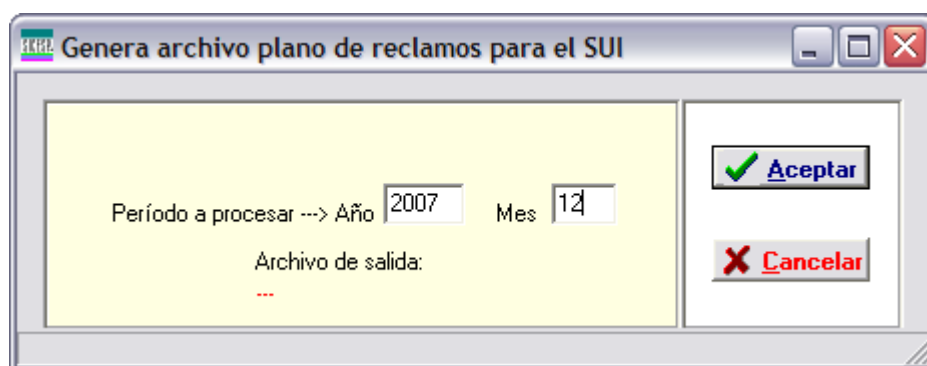 Genera archivo plano de reclamos para el SUI
Aceptar
Período a procesar ---> Año 2007 Mes 12
Archivo de salida:
---
Cancelar